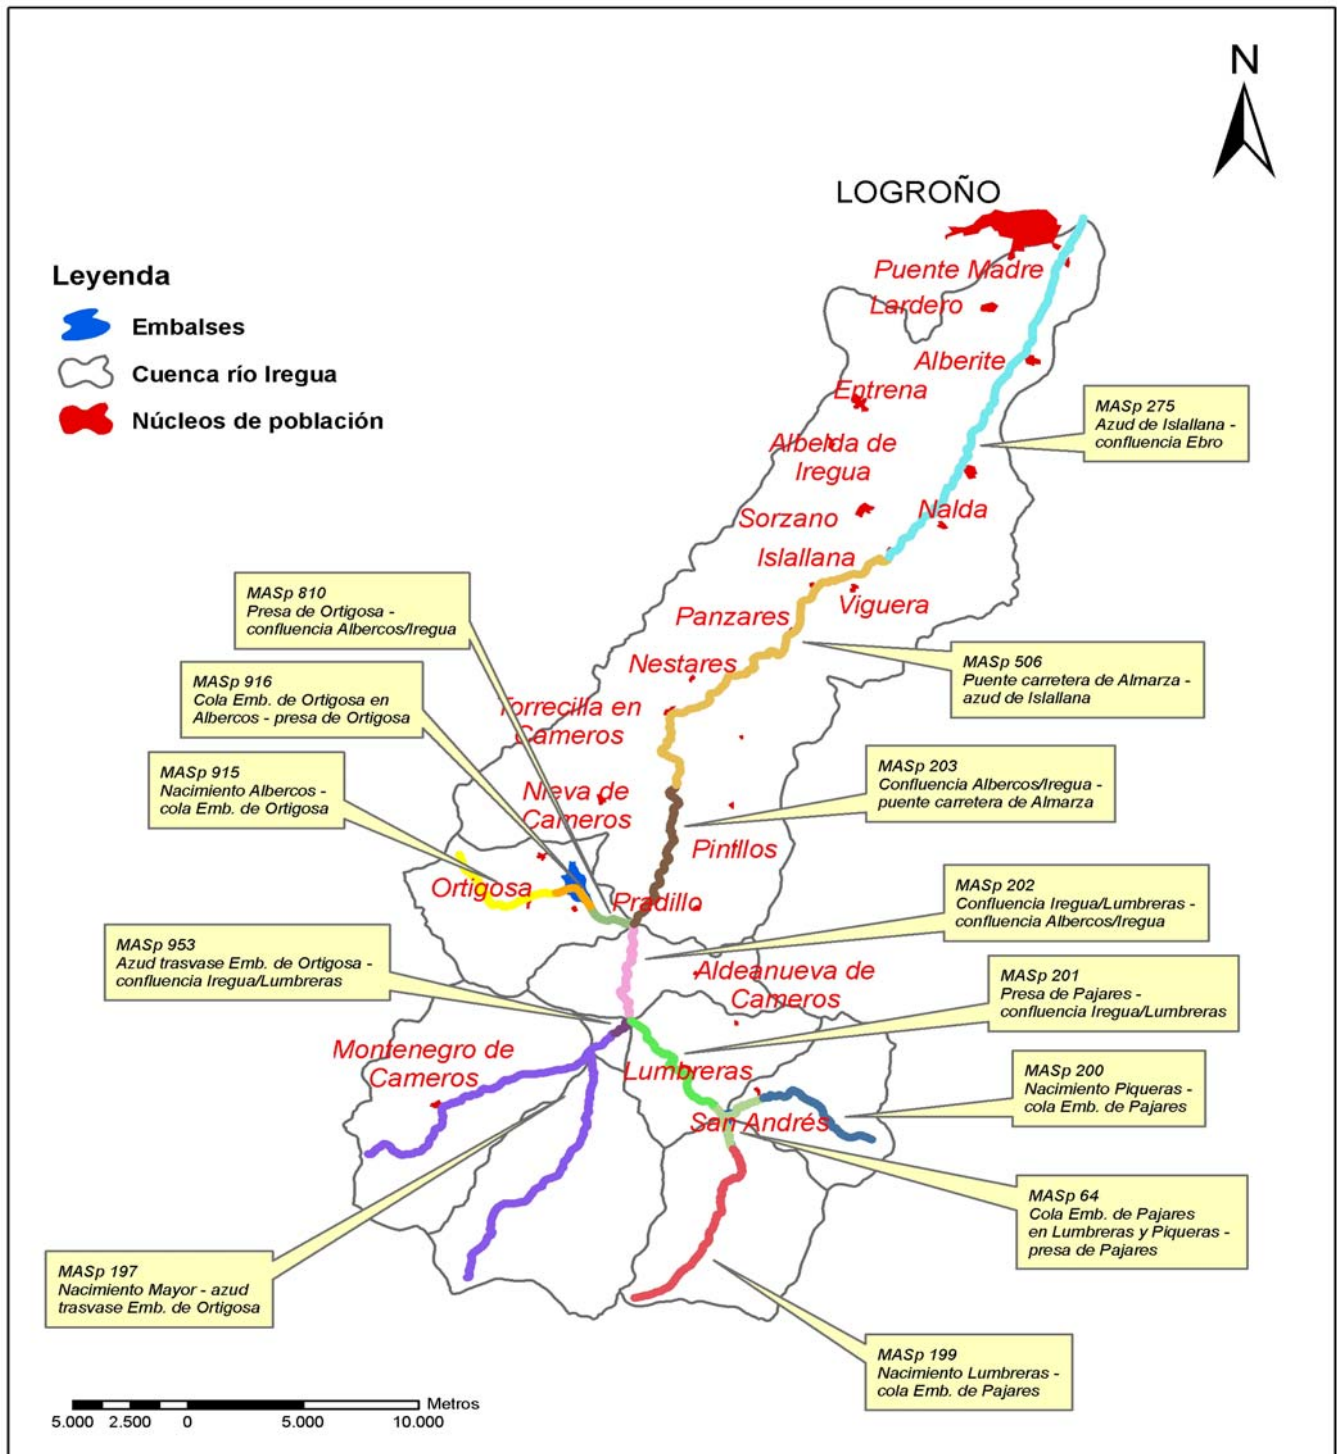 N
LOGROÑO
Leyenda
Embalses
Cuenca río Iregua
Núcleos de población
Puente Madre
Lardero
Alberite
Entrena
Albelda de
Iregua
Nalda
Sorzano
Islallana
Viguera
Panzares
Nestares
Torrecilla en
Cameros
Nieva de
Cameros
Pinillos
Ortigosa
Pradillo
Aldeanueva de
Cameros
Montenegro de
Cameros
Lumbreras
San Andrés
MASp 275
Azud de Islallana -
confluencia Ebro
MASp 810
Presa de Ortigosa -
confluencia Albercos/Iregua
MASp 506
Puente carretera de Almarza -
azud de Islallana
MASp 916
Cola Emb. de Ortigosa en
Albercos - presa de Ortigosa
MASp 915
Nacimiento Albercos -
cola Emb. de Ortigosa
MASp 203
Confluencia Albercos/Iregua -
puente carretera de Almarza
MASp 202
Confluencia Iregua/Lumbreras -
confluencia Albercos/Iregua
MASp 953
Azud trasvase Emb. de Ortigosa -
confluencia Iregua/Lumbreras
MASp 201
Presa de Pajares -
confluencia Iregua/Lumbreras
MASp 200
Nacimiento Piqueras -
cola Emb. de Pajares
MASp 64
Cola Emb. de Pajares
en Lumbreras y Piqueras -
presa de Pajares
MASp 197
Nacimiento Mayor - azud
trasvase Emb. de Ortigosa
MASp 199
Nacimiento Lumbreras -
cola Emb. de Pajares
Metros
5.000 2.500 0 5.000 10.000